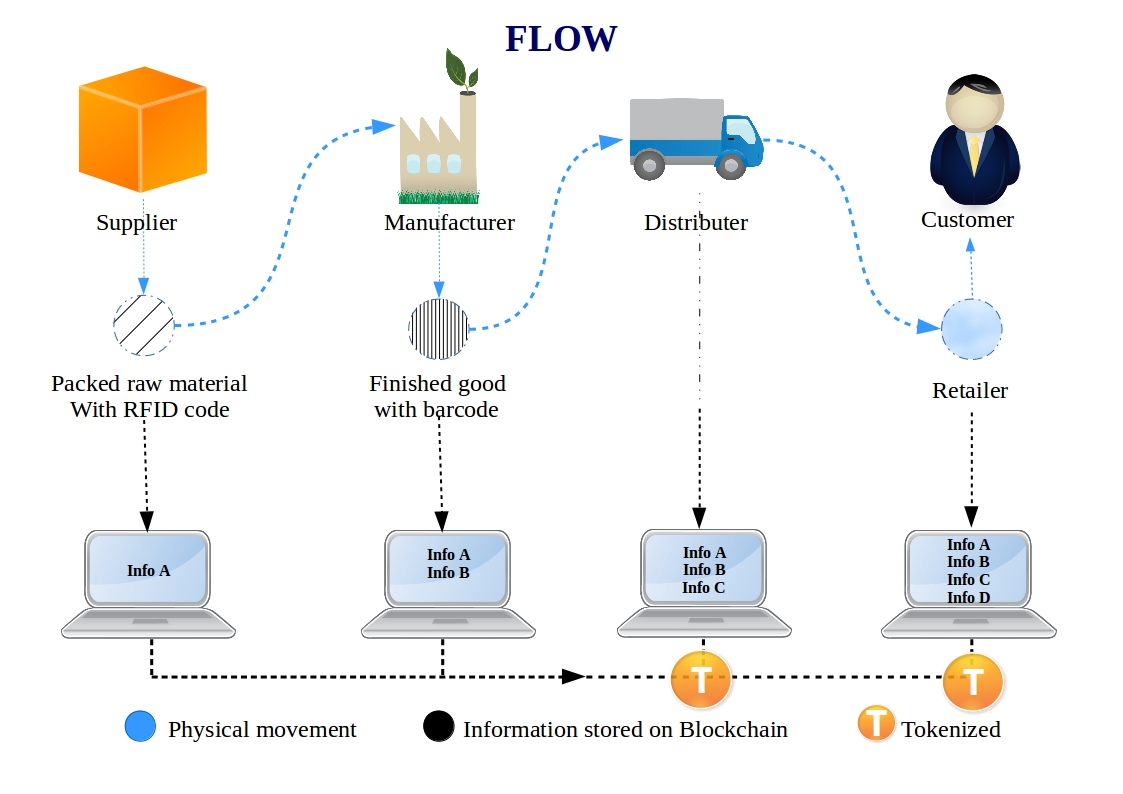 FLOW
Supplier
Manufacturer
Distributer
Customer
Packed raw material
With RFID code
Finished good
with barcode
Retailer
Info A
Info A
Info B
Info A
Info B
Info C
Info A
Info B
Info C
Info D
T
T
Physical movement
Information stored on Blockchain
T Tokenized